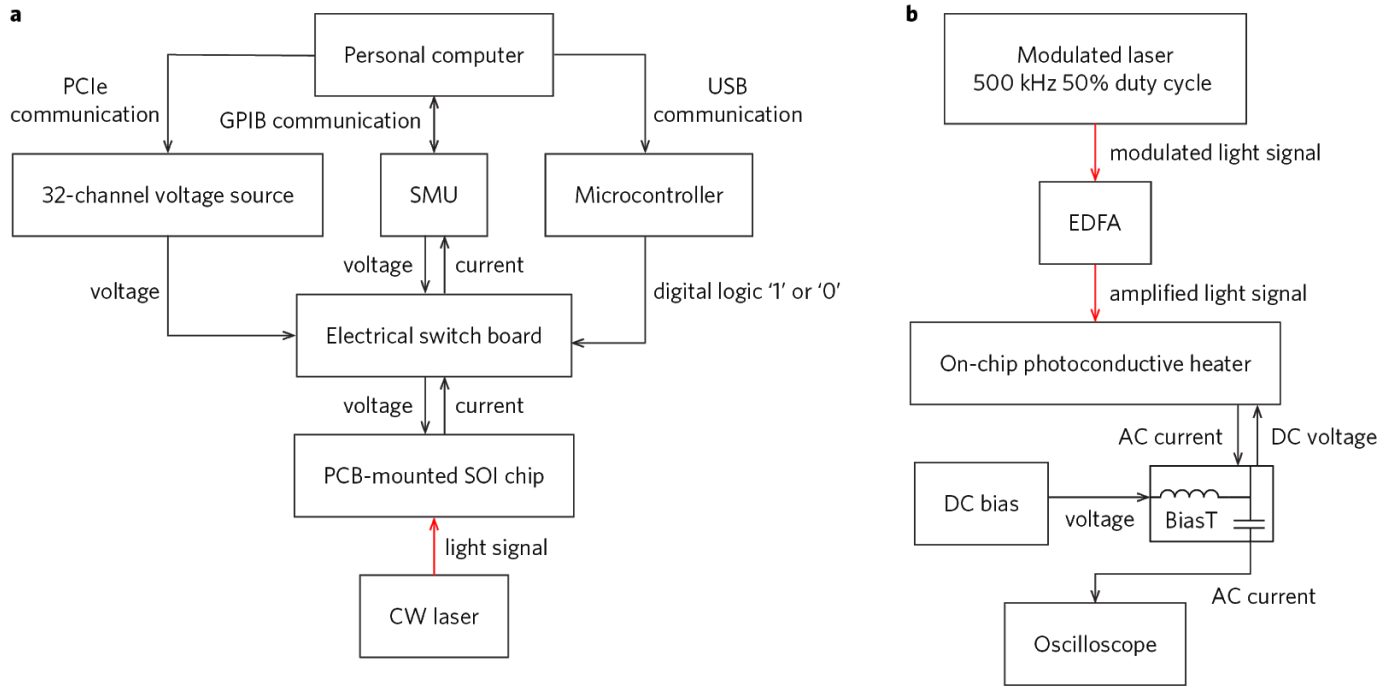 a
Personal computer
PCIe
communication
GPIB communication
USB
communication
32-channel voltage source
SMU
Microcontroller
voltage
voltage
current
digital logic ‘1’ or ‘0’
Electrical switch board
voltage
current
PCB-mounted SOI chip
light signal
CW laser
b
Modulated laser
500 kHz 50% duty cycle
modulated light signal
EDFA
amplified light signal
On-chip photoconductive heater
AC current
DC voltage
DC bias
voltage
BiasT
AC current
Oscilloscope